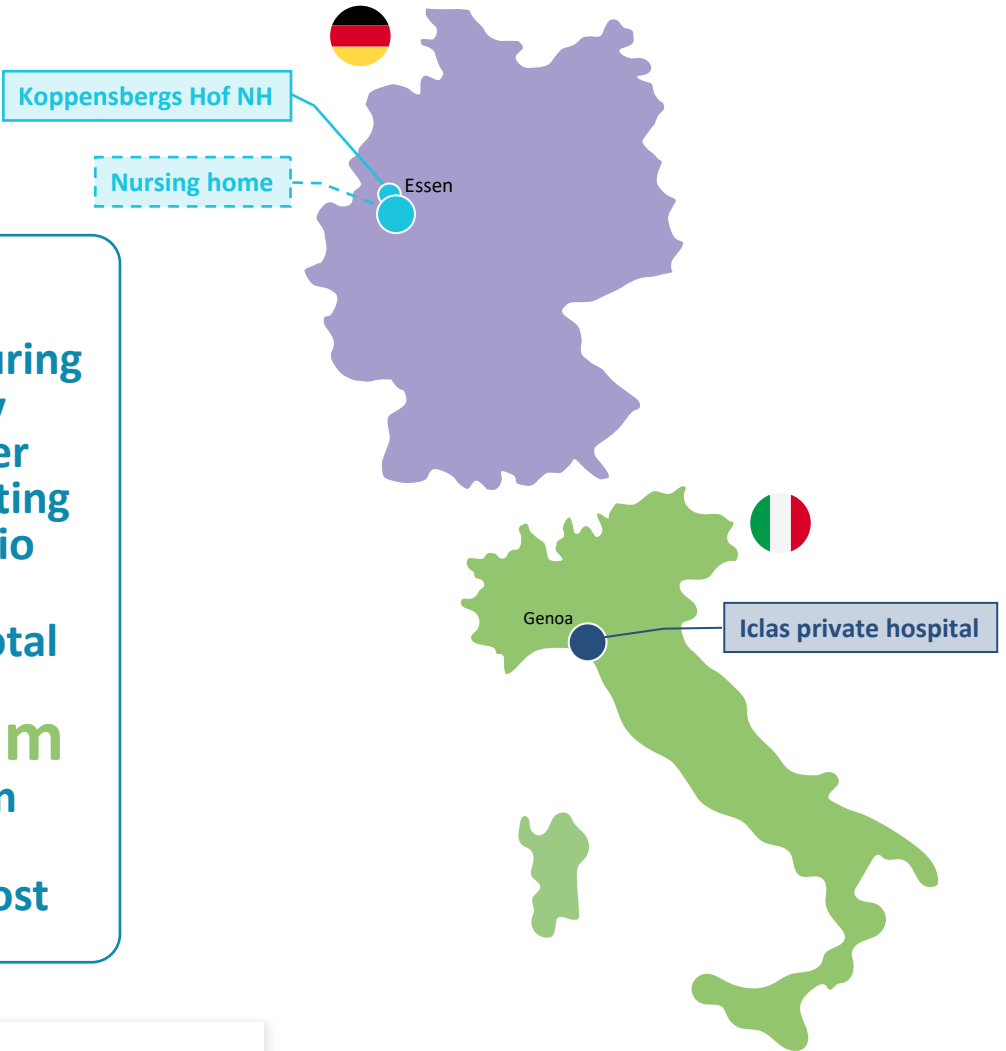 Koppensbergs Hof NH
Nursing home
Essen
uring
er
ting
io
otal
m
n
ost
Genoa
Iclas private hospital